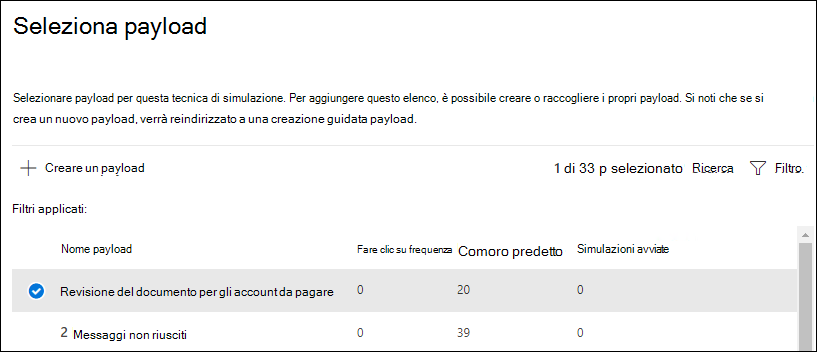 Seleziona payload
Selezionare payload per questa tecnica di simulazione. Per aggiungere questo elenco, è possibile creare o raccogliere i propri payload. Si noti che se si
crea un nuovo payload, verrà reindirizzato a una creazione guidata payload.
Creare un payload 1 di 33 p selezionato Ricerca Filtro.
Filtri applicati:
Nome payload Fare clic su frequenza Comoro predetto Simulazioni avviate
Revisione del documento per gli account da pagare 0 20 0
2 Messaggi non riusciti 0 39 0